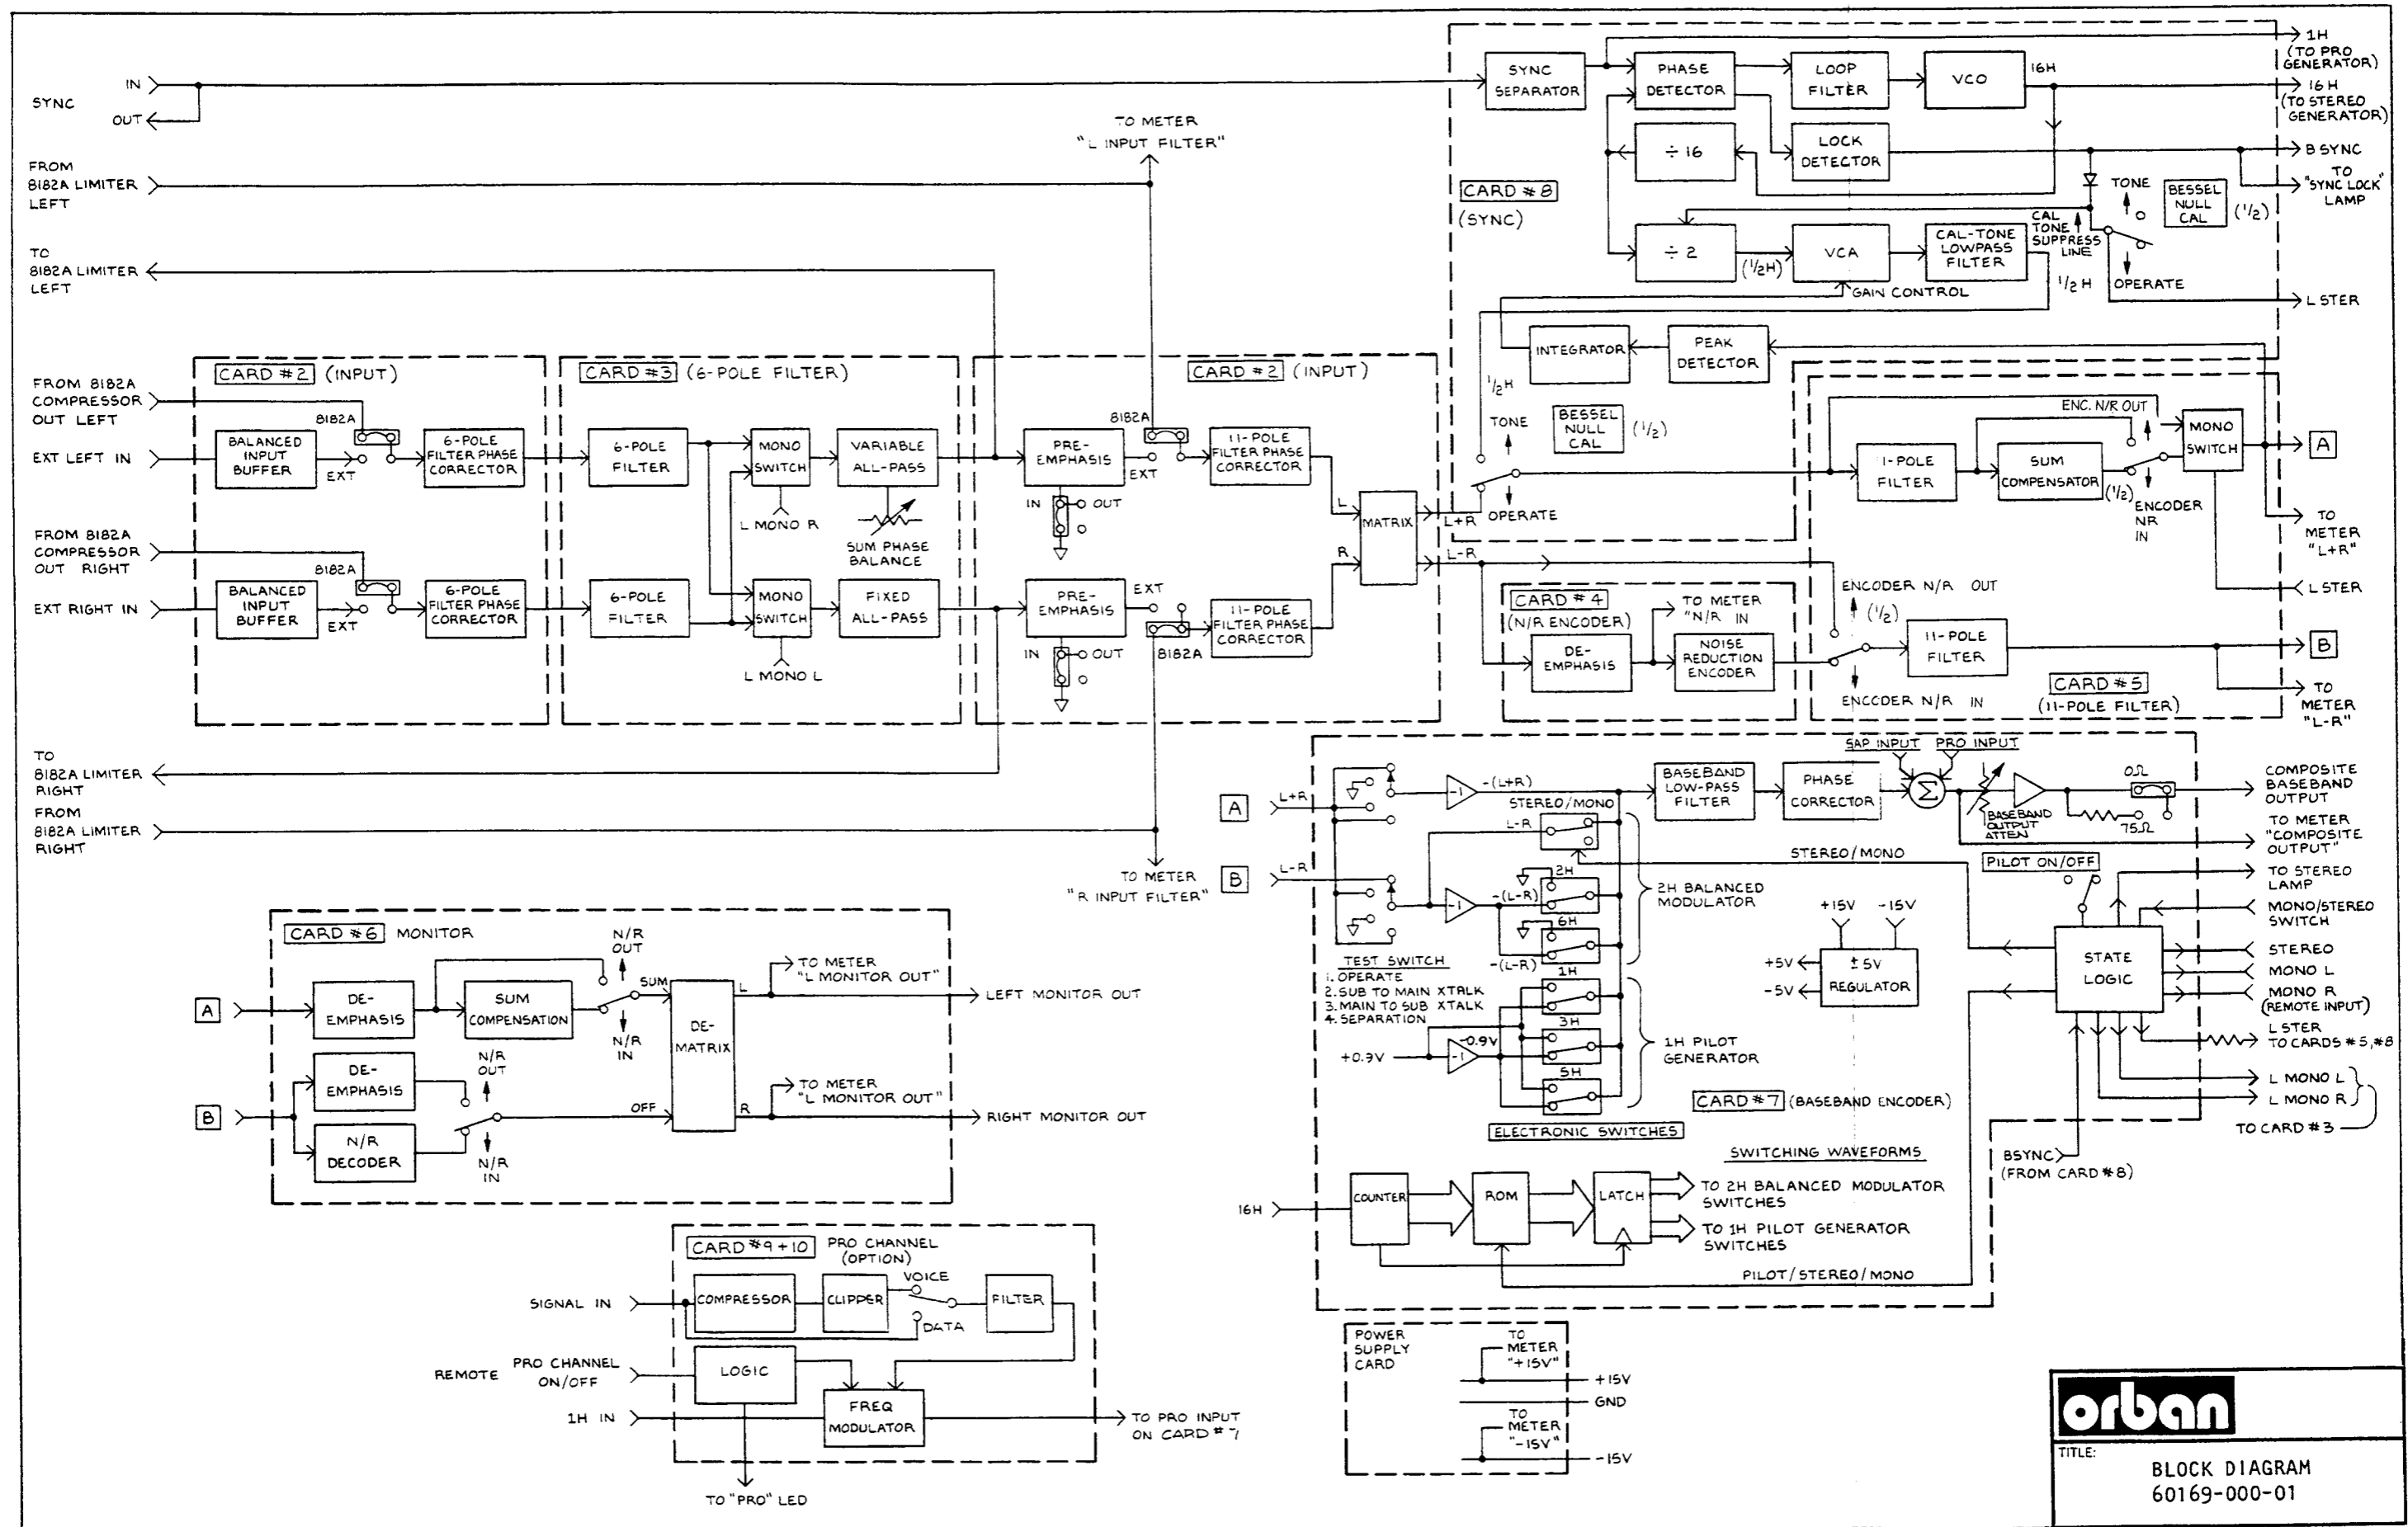 SYNC
IN
OUT
FROM
8182A LIMITER
LEFT
TO
8182A LIMITER
LEFT
TO METER
"L INPUT FILTER"
CARD #8
(SYNC)
SYNC
SEPARATOR
PHASE
DETECTOR
LOOP
FILTER
VCO
16H
÷ 16
LOCK
DETECTOR
÷ 2
(1/2H)
VCA
GAIN CONTROL
CAL-TONE
LOWPASS
FILTER
1/2 H
CAL
TONE
SUPPRESS
LINE
TONE
OPERATE
BESSEL
NULL
CAL
(1/2)
1H
(TO PRO
GENERATOR)
16H
(TO STEREO
GENERATOR)
B SYNC
TO
"SYNC LOCK"
LAMP
L STER
INTEGRATOR
PEAK
DETECTOR
1/2H
TONE
BESSEL
NULL
CAL
(1/2)
OPERATE
FROM 8182A
COMPRESSOR
OUT LEFT
EXT LEFT IN
FROM 8182A
COMPRESSOR
OUT RIGHT
EXT RIGHT IN
CARD #2 (INPUT)
BALANCED
INPUT
BUFFER
8182A
EXT
6-POLE
FILTER PHASE
CORRECTOR
BALANCED
INPUT
BUFFER
8182A
EXT
6-POLE
FILTER PHASE
CORRECTOR
CARD #3 (6-POLE FILTER)
6-POLE
FILTER
MONO
SWITCH
VARIABLE
ALL-PASS
L MONO R
SUM PHASE
BALANCE
6-POLE
FILTER
MONO
SWITCH
FIXED
ALL-PASS
L MONO L
CARD #2 (INPUT)
PRE-
EMPHASIS
8182A
EXT
IN
OUT
11-POLE
FILTER PHASE
CORRECTOR
PRE-
EMPHASIS
EXT
8182A
IN
OUT
11-POLE
FILTER PHASE
CORRECTOR
L
R
MATRIX
L+R
L-R
CARD #4
(N/R ENCODER)
TO METER
"N/R IN
DE-
EMPHASIS
NOISE
REDUCTION
ENCODER
ENCODER N/R OUT
(1/2)
ENCODER N/R IN
1-POLE
FILTER
SUM
COMPENSATOR
ENC. N/R OUT
(1/2)
ENCODER
NR
IN
MONO
SWITCH
11-POLE
FILTER
CARD #5
(11-POLE FILTER)
A
TO
METER
"L+R"
L STER
B
TO
METER
"L-R"
TO
8182A LIMITER
RIGHT
FROM
8182A LIMITER
RIGHT
TO METER
"R INPUT FILTER"
A
L+R
B
L-R
-1
-(L+R)
STEREO/MONO
L-R
-1
-(L-R)
2H
6H
-(L-R)
2H BALANCED
MODULATOR
TEST SWITCH
1. OPERATE
2. SUB TO MAIN XTALK
3. MAIN TO SUB XTALK
4. SEPARATION
1H
3H
5H
+0.9V
-1
-0.9V
1H PILOT
GENERATOR
ELECTRONIC SWITCHES
CARD #7 (BASEBAND ENCODER)
BASEBAND
LOW-PASS
FILTER
PHASE
CORRECTOR
SAP INPUT
PRO INPUT
Σ
BASEBAND
OUTPUT
ATTEN
0Ω
75Ω
COMPOSITE
BASEBAND
OUTPUT
TO METER
"COMPOSITE
OUTPUT"
STEREO/MONO
PILOT ON/OFF
+15V
-15V
± 5V
REGULATOR
+5V
-5V
STATE
LOGIC
TO STEREO
LAMP
MONO/STEREO
SWITCH
STEREO
MONO L
MONO R
(REMOTE INPUT)
L STER
TO CARDS #5,#8
L MONO L
L MONO R
TO CARD #3
BSYNC
(FROM CARD #8)
SWITCHING WAVEFORMS
16H
COUNTER
ROM
LATCH
TO 2H BALANCED MODULATOR
SWITCHES
TO 1H PILOT GENERATOR
SWITCHES
PILOT/STEREO/MONO
CARD #6 MONITOR
A
B
DE-
EMPHASIS
SUM
COMPENSATION
N/R
OUT
N/R
IN
SUM
DE-
EMPHASIS
N/R
DECODER
N/R
OUT
N/R
IN
OFF
DE-
MATRIX
L
R
TO METER
"L MONITOR OUT"
LEFT MONITOR OUT
TO METER
"L MONITOR OUT"
RIGHT MONITOR OUT
CARD #9+10 PRO CHANNEL
(OPTION)
SIGNAL IN
COMPRESSOR
CLIPPER
VOICE
DATA
FILTER
REMOTE
PRO CHANNEL
ON/OFF
LOGIC
1H IN
FREQ
MODULATOR
TO PRO INPUT
ON CARD #7
TO "PRO" LED
POWER
SUPPLY
CARD
TO
METER
"+15V"
+15V
GND
TO
METER
"-15V"
-15V
orban
TITLE:
BLOCK DIAGRAM
60169-000-01